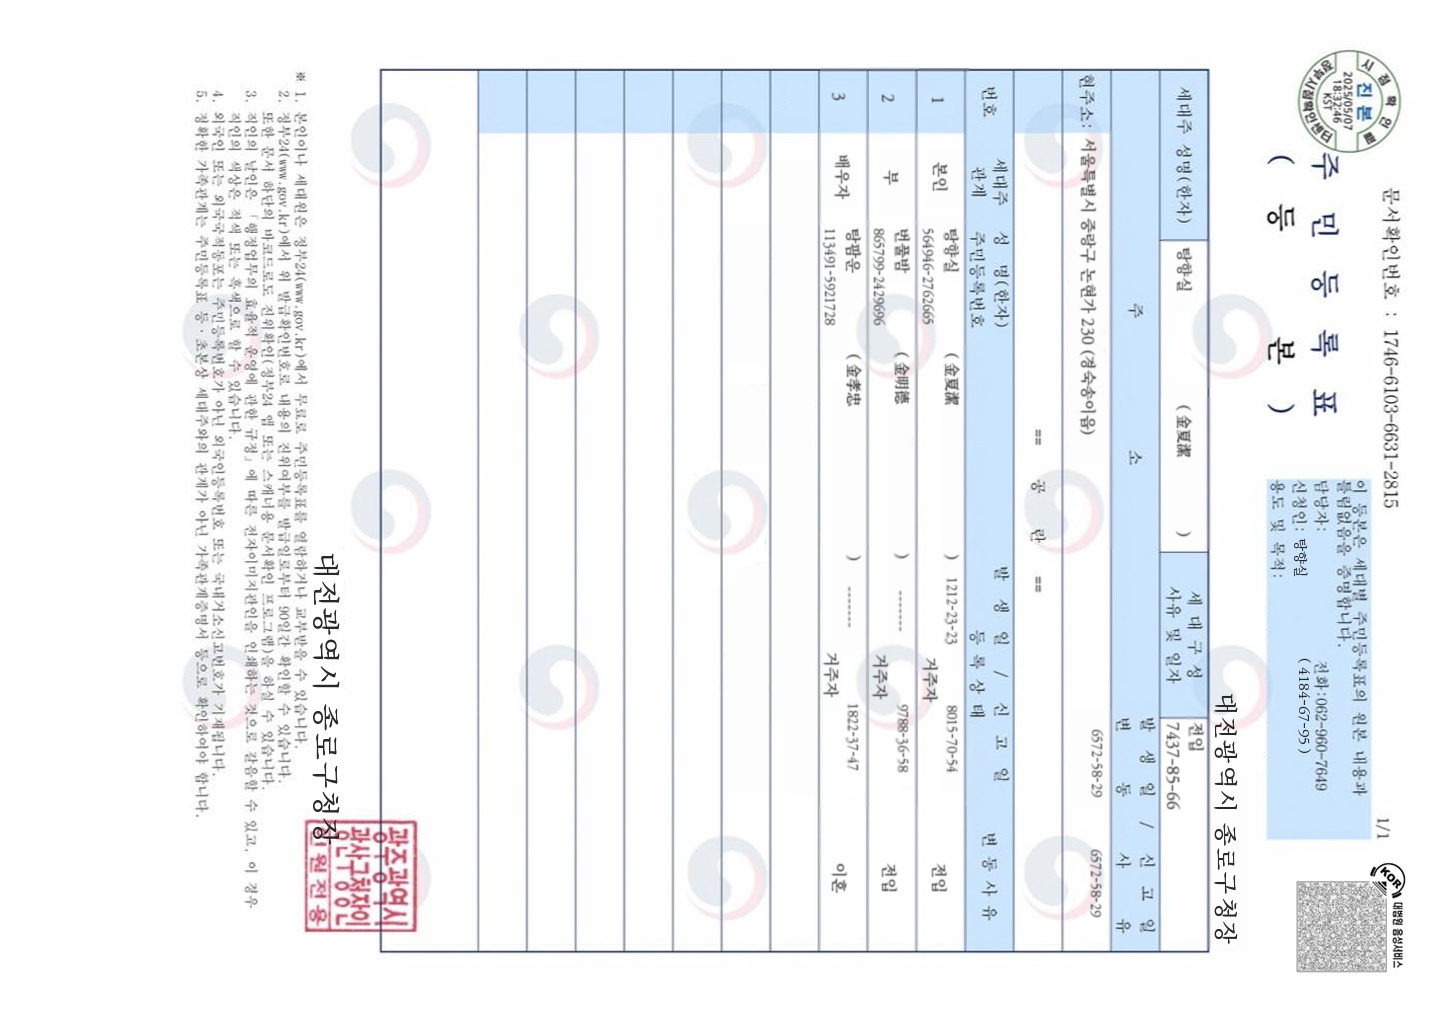 문서확인번호 : 1746-6103-6631-2815
1/1
시점확인필
진본
2025/05/07
18:32:46
KST
행정부시점확인센터
KOR
대법원 음성서비스
주 민 등 록 표
( 등 본 )
이 등본은 세대별 주민등록표의 원본 내용과
틀림없음을 증명합니다.
담당자: 전화:062-960-7649
신청인: 탕향실 (4184-67-95)
용도 및 목적:
대전광역시 종로구청장
세대주 성명(한자) 탕향실 (金夏潔 ) 세 대 구 성 전입
사유 및 일자 7437-85-66
주 소 발 생 일 / 신 고 일
변 동 사 유
현주소: 서울특별시 중랑구 논현가 230 (경숙송이읍) 6572-58-29 6572-58-29
== 공 란 ==
번호 세대주 성 명(한자) 발 생 일 / 신 고 일 변 동 사 유
관계 주민등록번호 등 록 상 태
1 본인 탕향실 (金夏潔 ) 1212-23-23 8015-70-54 전입
564946-2762665 거주자
2 부 번풀밤 (金明德 ) ------- 9788-36-58 전입
865799-2429696 거주자
3 배우자 탕팜운 (金孝忠 ) ------- 1822-37-47 이혼
113491-5921728 거주자
대전광역시 종로구청장
광주광역시
광산구청장인
민원전용
※ 1. 본인이나 세대원은 정부24(www.gov.kr)에서 무료로 주민등록표를 열람하거나 교부받을 수 있습니다.
2. 정부24(www.gov.kr)에서 위 발급확인번호로 내용의 진위여부를 발급일로부터 90일간 확인할 수 있습니다.
또한 문서 하단의 바코드로도 진위확인(정부24 앱 또는 스캐너용 문서확인 프로그램)을 하실 수 있습니다.
3. 직인의 날인은 「행정업무의 효율적 운영에 관한 규정」에 따른 전자이미지관인을 인쇄하는 것으로 갈음할 수 있고, 이 경우
직인의 색상은 적색 또는 흑색으로 할 수 있습니다.
4. 외국인 또는 외국국적동포는 주민등록번호가 아닌 외국인등록번호 또는 국내거소신고번호가 기재됩니다.
5. 정확한 가족관계는 주민등록표 등·초본상 세대주와의 관계가 아닌 가족관계증명서 등으로 확인하여야 합니다.